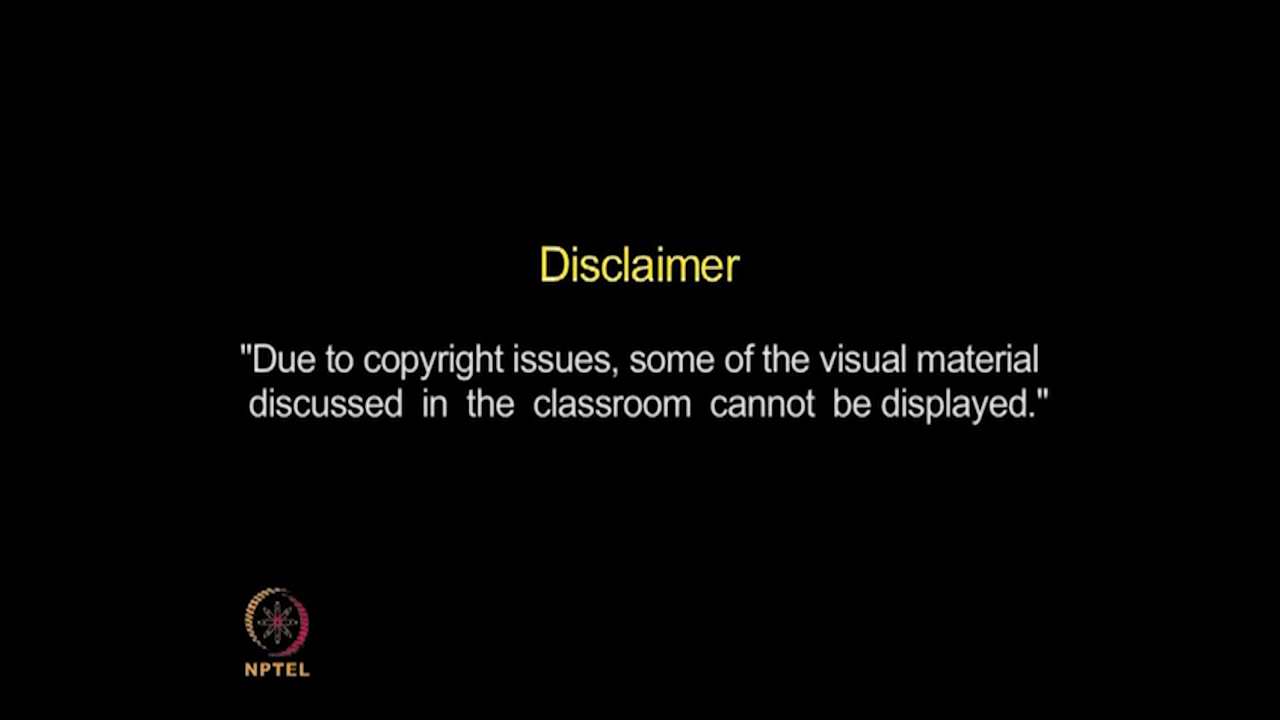 Disclaimer
"Due to copyright issues, some of the visual material
discussed in the classroom cannot be displayed."
NPTEL